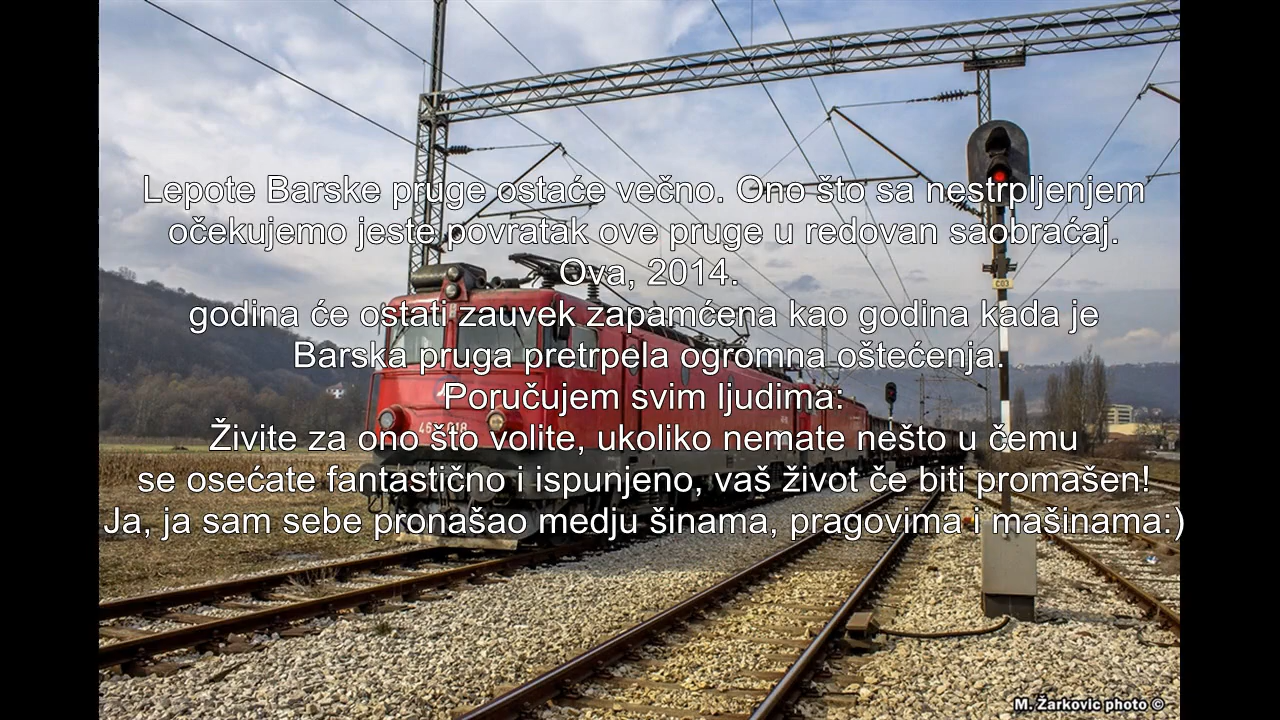 Lepote Barske pruge ostaće večno. Ono što sa nestrpljenjem
očekujemo jeste povratak ove pruge u redovan saobraćaj.
Ova, 2014.
godina će ostati zauvek zapamćena kao godina kada je
Barska pruga pretrpela ogromna oštećenja.
Poručujem svim ljudima:
Živite za ono što volite, ukoliko nemate nešto u čemu
se osećate fantastično i ispunjeno, vaš život če biti promašen!
Ja, ja sam sebe pronašao medju šinama, pragovima i mašinama:)
C03
M. Žarkovic photo ©